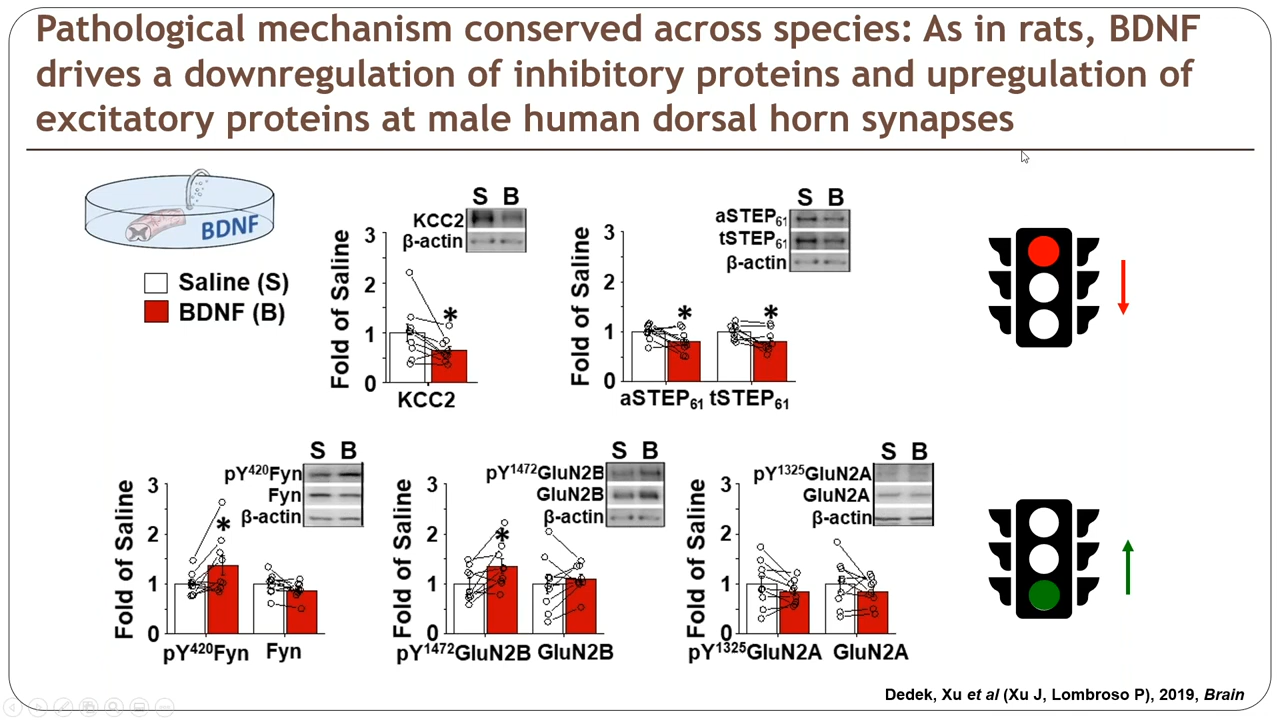 Pathological mechanism conserved across species: As in rats, BDNF
drives a downregulation of inhibitory proteins and upregulation of
excitatory proteins at male human dorsal horn synapses
BDNF
Saline (S)
BDNF (B)
S B
KCC2
β-actin
Fold of Saline
3
2
1
0
*
KCC2
S B
aSTEP61
tSTEP61
β-actin
Fold of Saline
3
2
1
0
* *
aSTEP61 tSTEP61
S B
pY420Fyn
Fyn
β-actin
Fold of Saline
3
2
1
0
*
pY420Fyn Fyn
S B
pY1472GluN2B
GluN2B
β-actin
Fold of Saline
3
2
1
0
*
pY1472GluN2B GluN2B
S B
pY1325GluN2A
GluN2A
β-actin
Fold of Saline
3
2
1
0
pY1325GluN2A GluN2A
Dedek, Xu et al (Xu J, Lombroso P), 2019, Brain